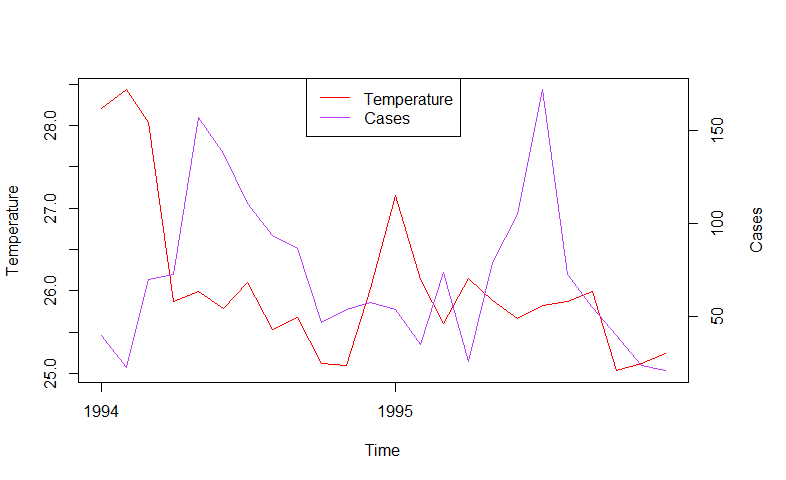 Temperature
Cases
28.0
27.0
26.0
25.0
Temperature
150
100
50
Cases
1994
1995
Time